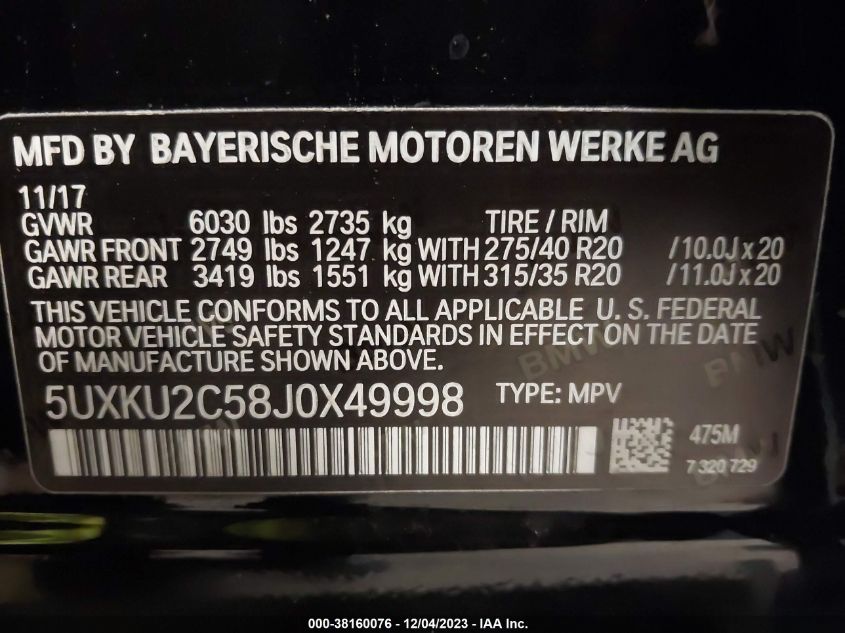 MFD BY BAYERISCHE MOTOREN WERKE AG
11/17
GVWR 6030 lbs 2735 kg TIRE / RIM
GAWR FRONT 2749 lbs 1247 kg WITH 275/40 R20 /10.0J x 20
GAWR REAR 3419 lbs 1551 kg WITH 315/35 R20 /11.0J x 20
THIS VEHICLE CONFORMS TO ALL APPLICABLE U. S. FEDERAL
MOTOR VEHICLE SAFETY STANDARDS IN EFFECT ON THE DATE
OF MANUFACTURE SHOWN ABOVE.
BMW BMW
5UXKU2C58J0X49998 TYPE: MPV
475M
7 320 729
000-38160076 - 12/04/2023 - IAA Inc.